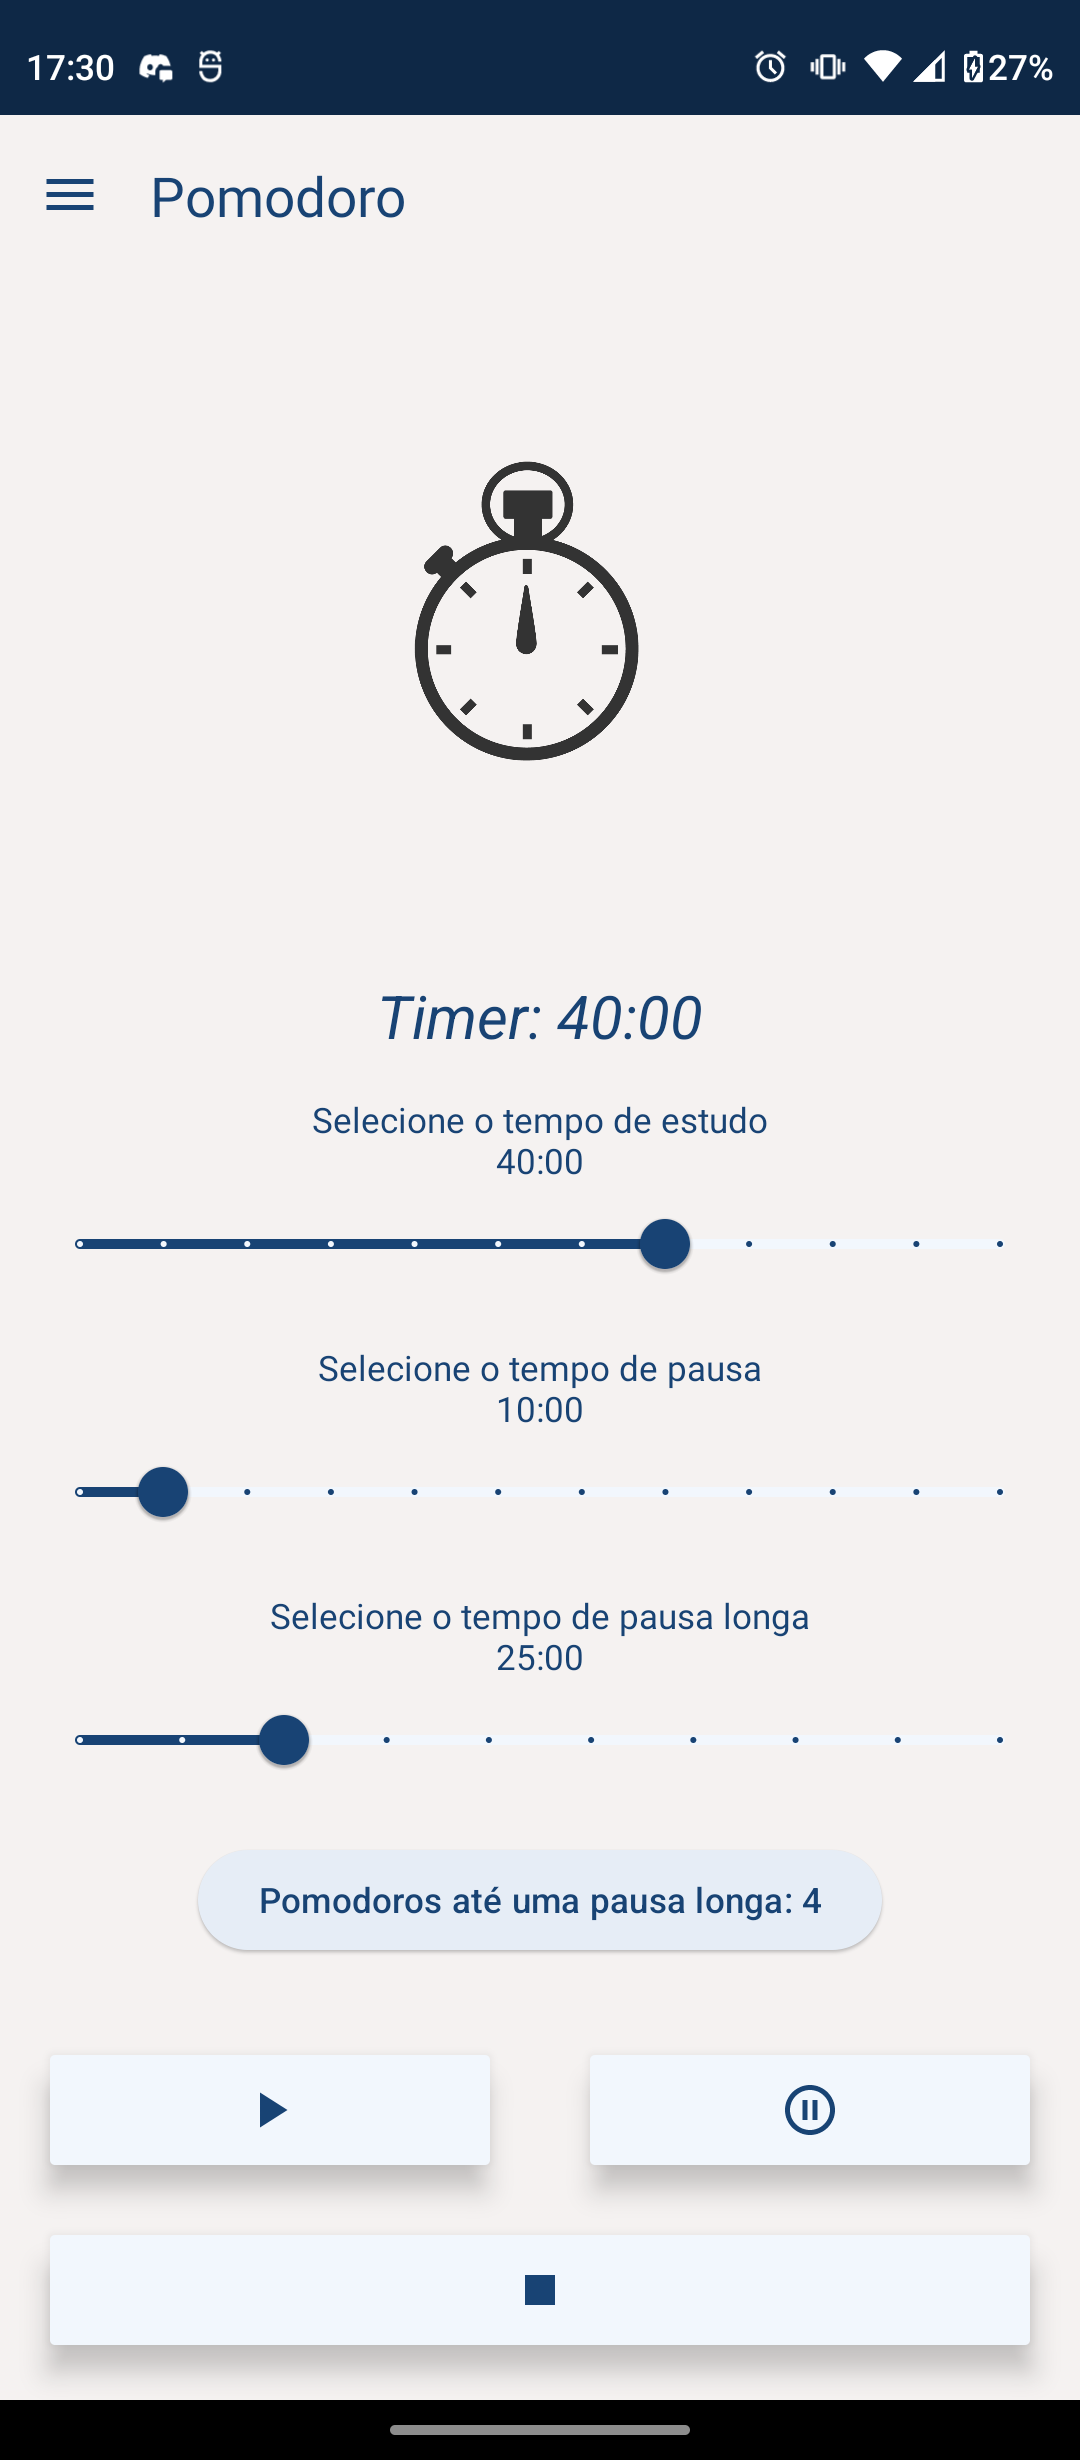 17:30
27%
Pomodoro
Timer: 40:00
Selecione o tempo de estudo
40:00
Selecione o tempo de pausa
10:00
Selecione o tempo de pausa longa
25:00
Pomodoros até uma pausa longa: 4